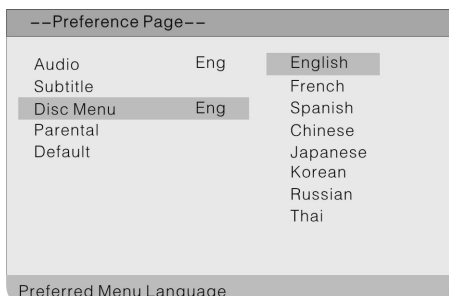 --Preference Page--
Audio Eng
Subtitle
Disc Menu Eng
Parental
Default
English
French
Spanish
Chinese
Japanese
Korean
Russian
Thai
Preferred Menu Language